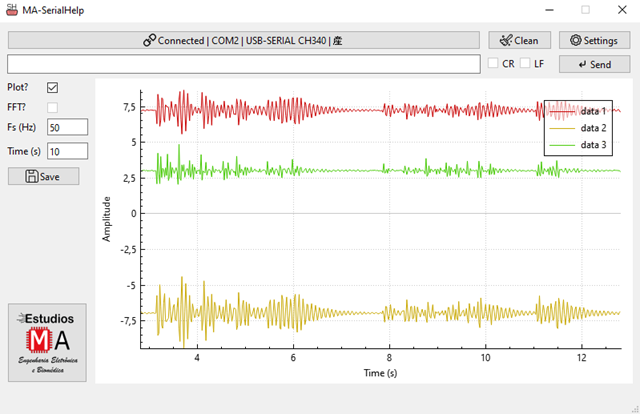 MA-SerialHelp
Connected | COM2 | USB-SERIAL CH340 | 産
Clean
Settings
CR
LF
Send
Plot?
FFT?
Fs (Hz)
50
Time (s)
10
Save
Amplitude
7,5
5
2,5
0
-2,5
-5
-7,5
4
6
8
10
12
Time (s)
data 1
data 2
data 3
Estudios
MA
Engenharia Eletrônica
e Biomédica